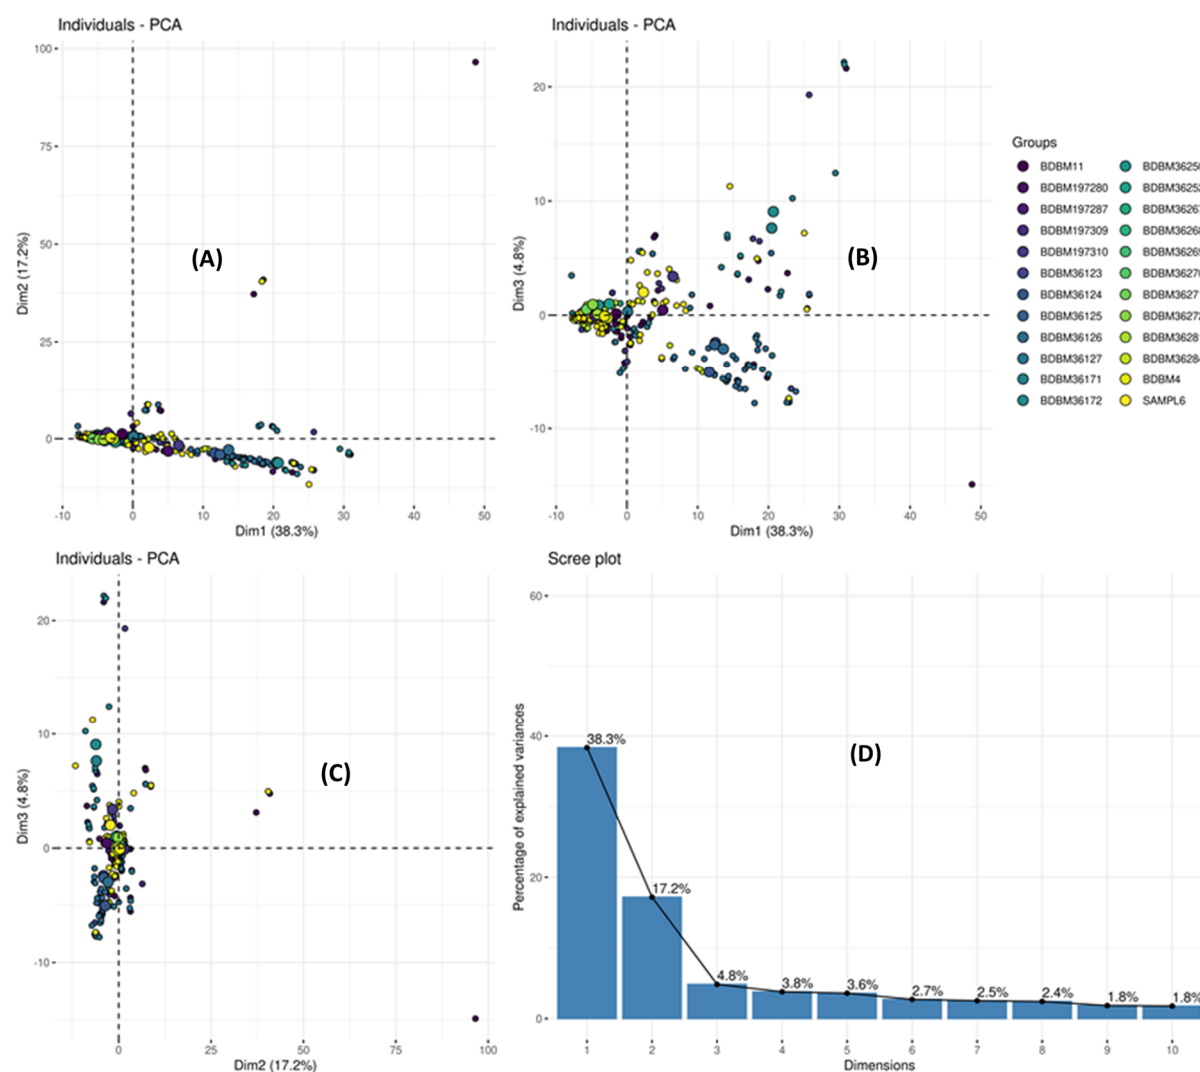 Individuals - PCA
100
75
50
25
0
-10
0
10
20
30
40
50
Dim2 (17.2%)
Dim1 (38.3%)
(A)
Individuals - PCA
20
10
0
-10
-10
0
10
20
30
40
50
Dim3 (4.8%)
Dim1 (38.3%)
(B)
Groups
BDBM11
BDBM197280
BDBM197287
BDBM197309
BDBM197310
BDBM36123
BDBM36124
BDBM36125
BDBM36126
BDBM36127
BDBM36171
BDBM36172
BDBM3627
BDBM3628
BDBM4
SAMPL6
Individuals - PCA
20
10
0
-10
0
25
50
75
100
Dim3 (4.8%)
Dim2 (17.2%)
(C)
Scree plot
60
40
20
0
Percentage of explained variances
38.3%
17.2%
4.8%
3.8%
3.6%
2.7%
2.5%
2.4%
1.8%
1.8%
(D)
1
2
3
4
5
6
7
8
9
10
Dimensions